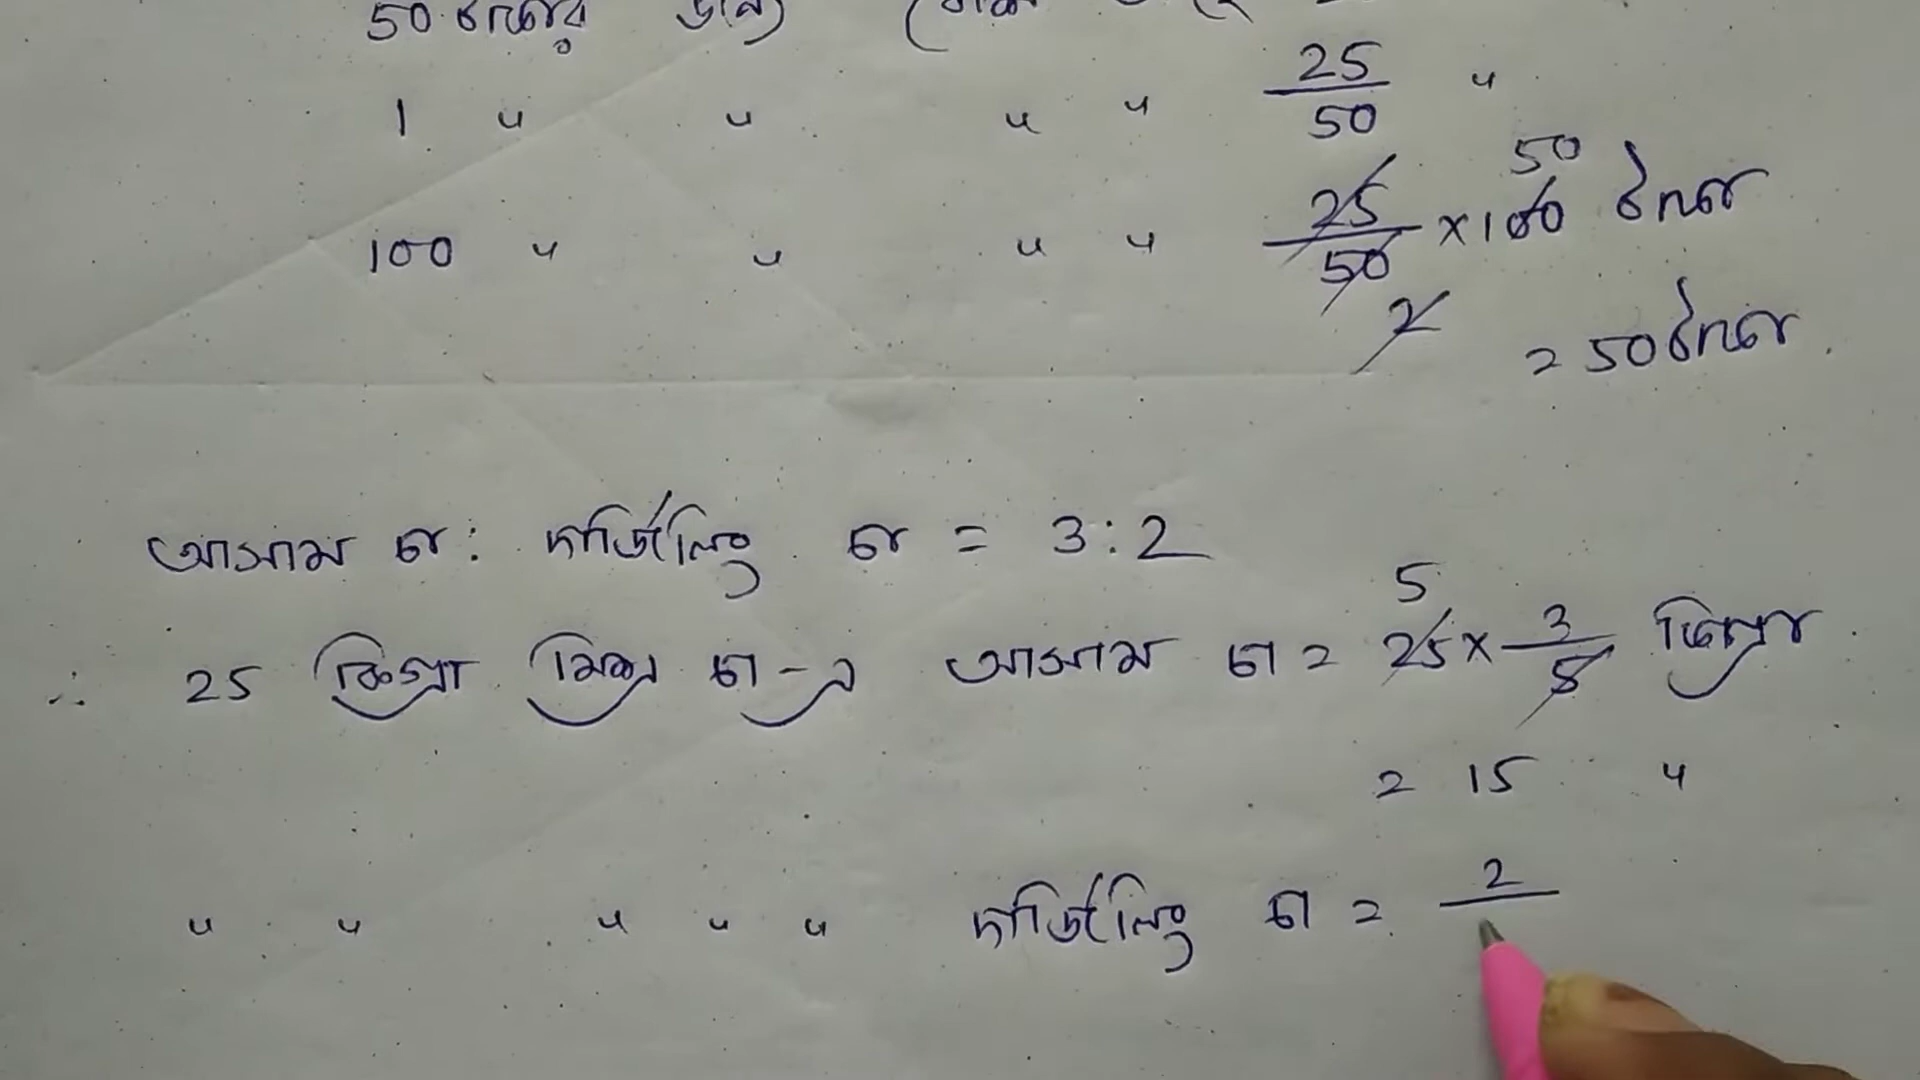 50 টাকার জন্য
1 " " " " 25/50 "
100 " " " " 25/50 × 100 50 টাকা
2 = 50 টাকা
আসাম চা : দার্জিলিং চা = 3 : 2
∴ 25 কিগ্রা মিশ্র চা-এ আসাম চা = 25 5 × 3/5 কিগ্রা
= 15 "
" " " " " দার্জিলিং চা = 2